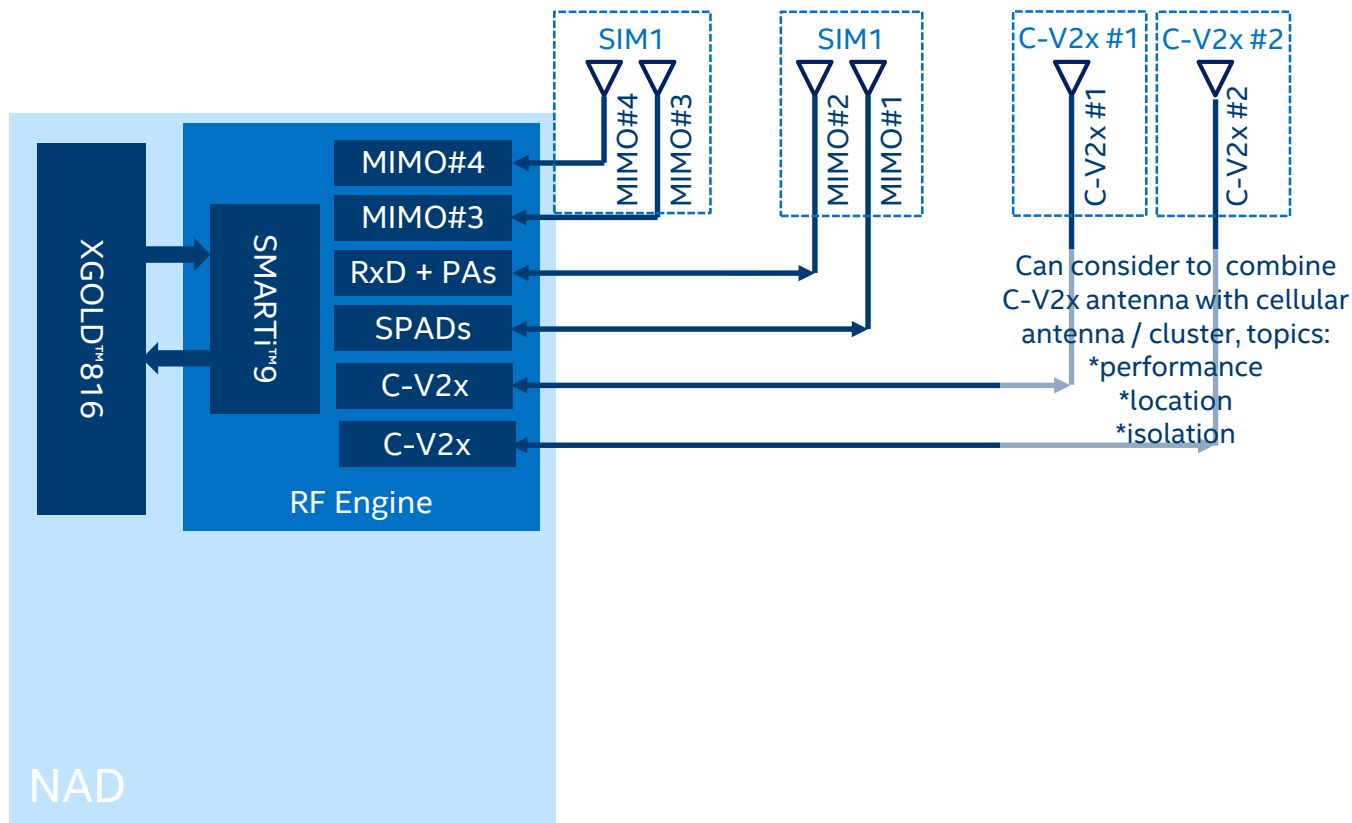 SIM1
SIM1
C-V2x #1
C-V2x #2
MIMO#4
MIMO#3
MIMO#2
MIMO#1
C-V2x #1
C-V2x #2
XGOLD™816
SMARTi™9
MIMO#4
MIMO#3
RxD + PAs
SPADs
C-V2x
C-V2x
RF Engine
Can consider to combine
C-V2x antenna with cellular
antenna / cluster, topics:
*performance
*location
*isolation
NAD